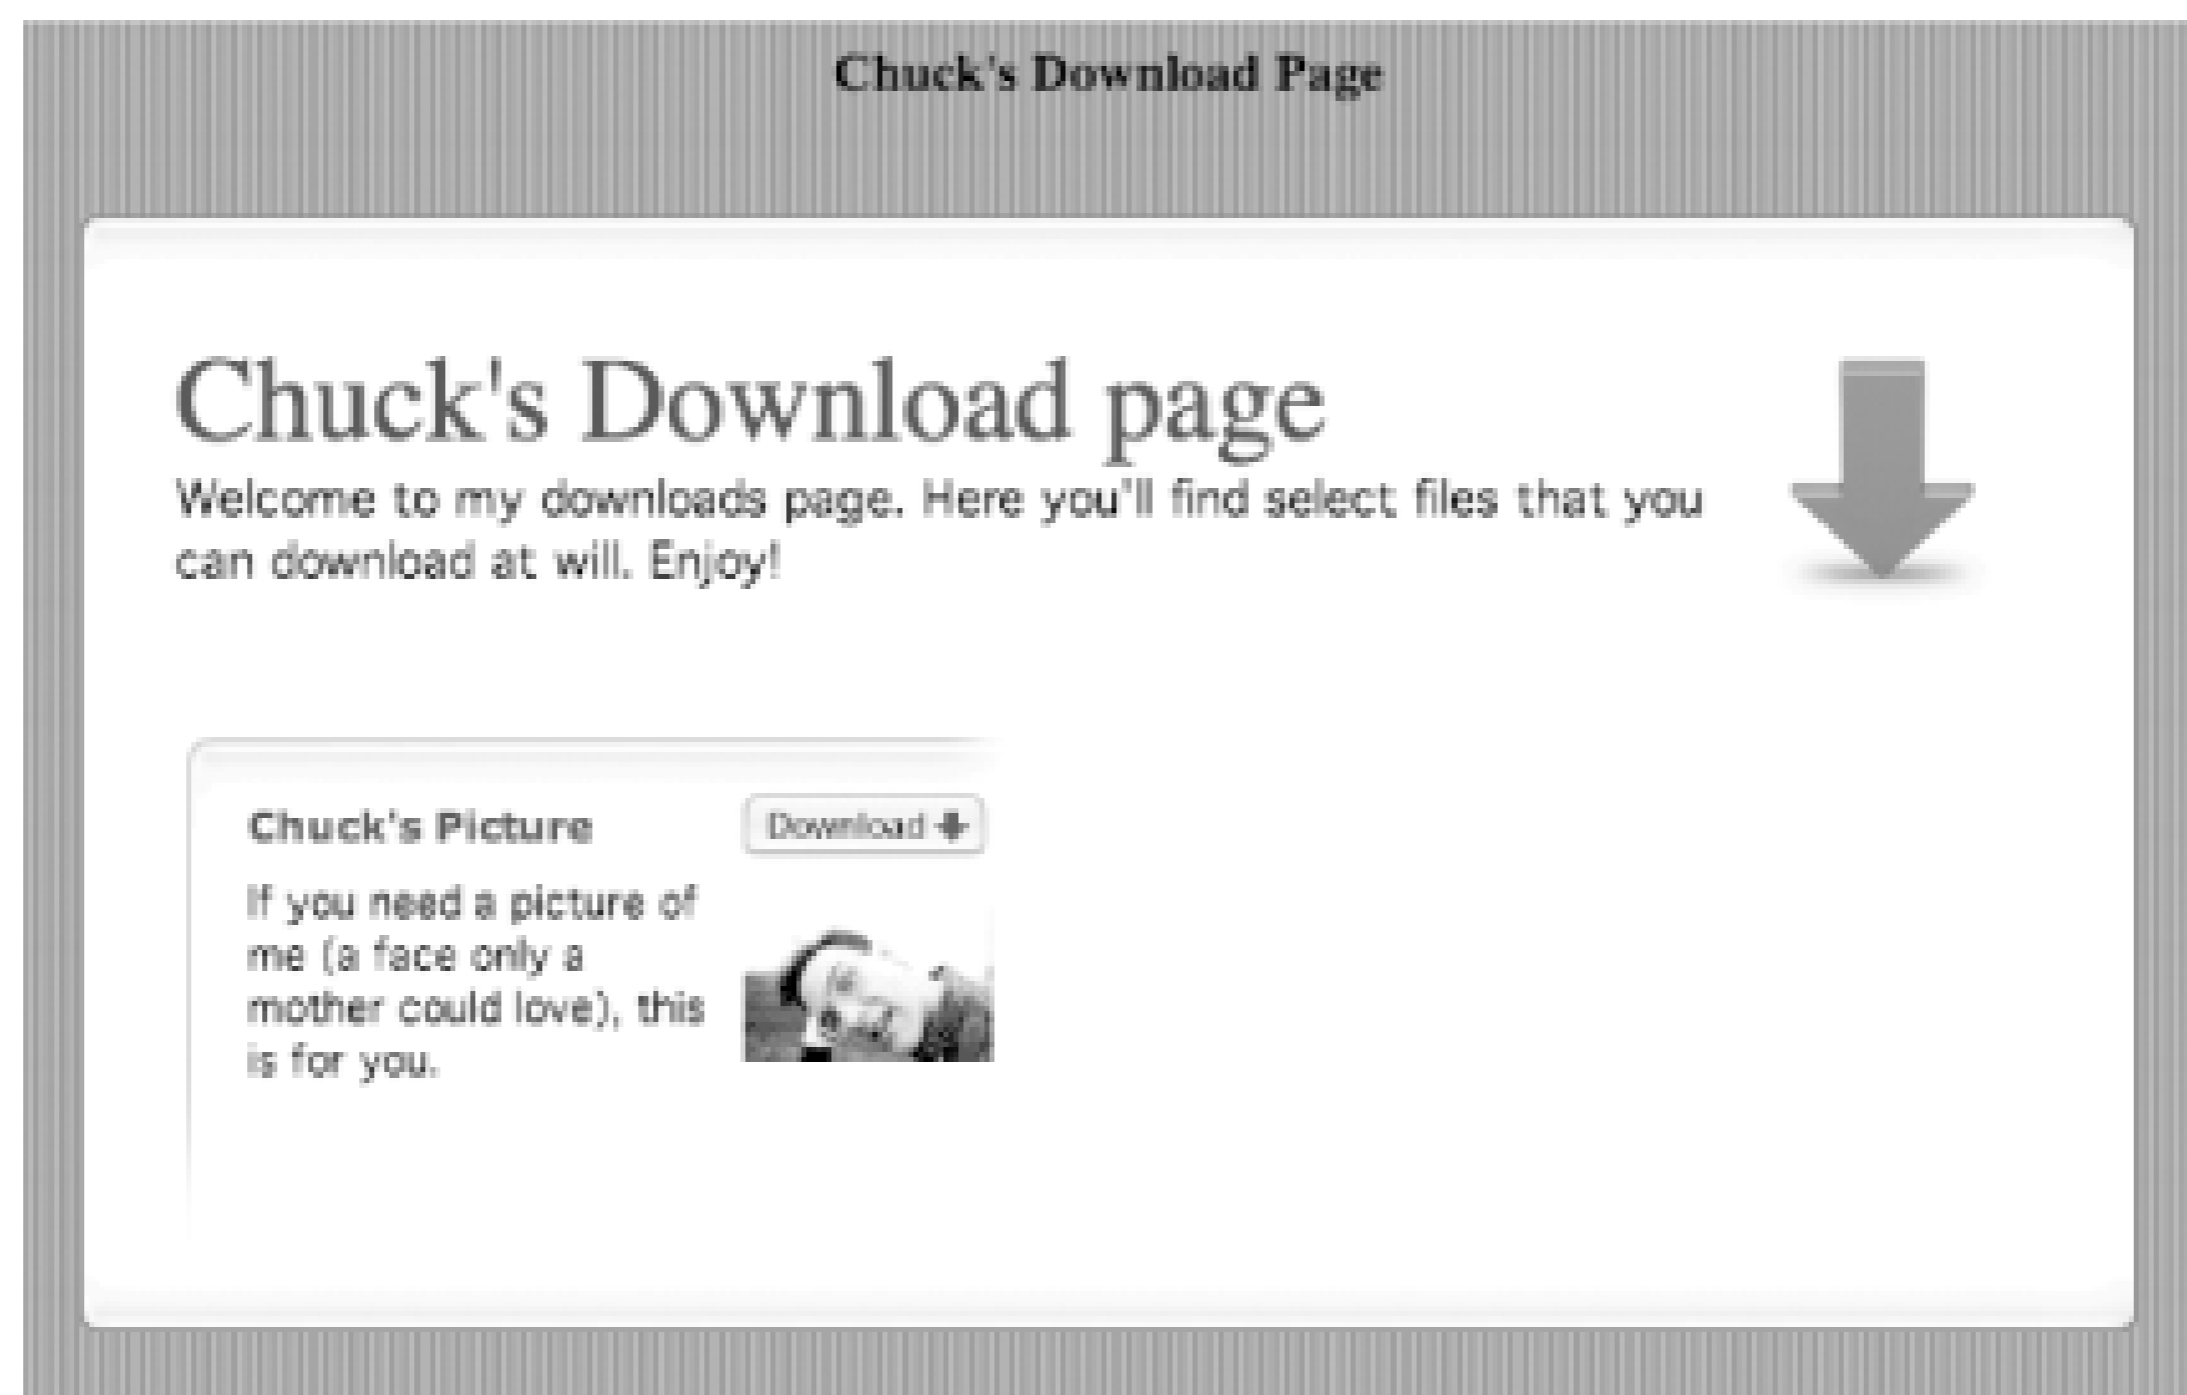 Chuck's Download Page
Chuck's Download page
Welcome to my downloads page. Here you'll find select files that you
can download at will. Enjoy!
Chuck's Picture
Download
If you need a picture of
me (a face only a
mother could love), this
is for you.